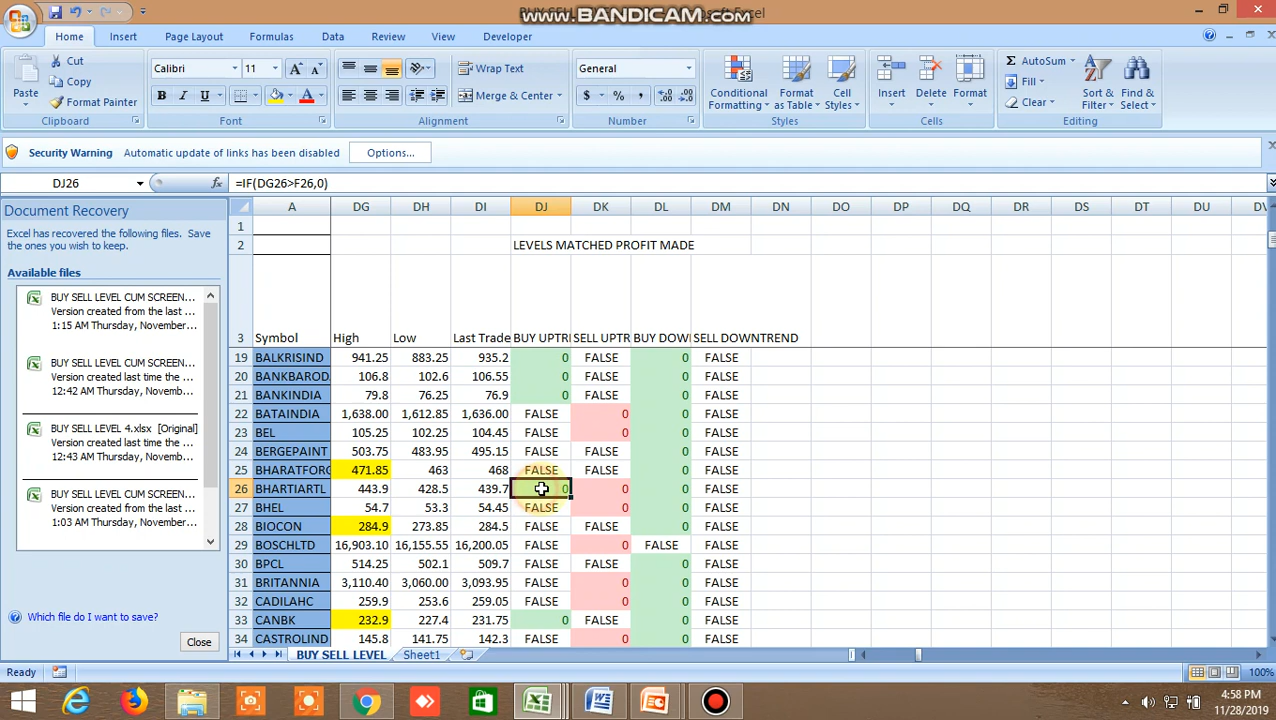 www.BANDICAM.com
Home Insert Page Layout Formulas Data Review View Developer
Paste
Cut
Copy
Format Painter
Clipboard
Calibri 11
B I U
Font
Wrap Text
Merge & Center
Alignment
General
$ % ,
Number
Conditional Formatting
Format as Table
Cell Styles
Styles
Insert
Delete
Format
Cells
Σ AutoSum
Fill
Clear
Sort & Filter
Find & Select
Editing
Security Warning Automatic update of links has been disabled Options...
DJ26 fx =IF(DG26>F26,0)
Document Recovery
Excel has recovered the following files. Save
the ones you wish to keep.
Available files
BUY SELL LEVEL CUM SCREEN...
Version created from the last ...
1:15 AM Thursday, November...
BUY SELL LEVEL CUM SCREEN...
Version created last time the ...
12:42 AM Thursday, Novemb...
BUY SELL LEVEL 4.xlsx [Original]
Version created last time the ...
12:43 AM Thursday, Novemb...
BUY SELL LEVEL CUM SCREEN...
Version created last time the ...
1:03 AM Thursday, Novemb...
Which file do I want to save?
Close
A DG DH DI DJ DK DL DM DN DO DP DQ DR DS DT DU DV
1
2 LEVELS MATCHED PROFIT MADE
3 Symbol High Low Last Trade BUY UPTR SELL UPTR BUY DOW SELL DOWNTREND
19 BALKRISIND 941.25 883.25 935.2 0 FALSE 0 FALSE
20 BANKBAROD 106.8 102.6 106.55 0 FALSE 0 FALSE
21 BANKINDIA 79.8 76.25 76.9 0 FALSE 0 FALSE
22 BATAINDIA 1,638.00 1,612.85 1,636.00 FALSE 0 0 FALSE
23 BEL 105.25 102.25 104.45 FALSE 0 0 FALSE
24 BERGEPAINT 503.75 483.95 495.15 FALSE FALSE 0 FALSE
25 BHARATFORG 471.85 463 468 FALSE FALSE 0 FALSE
26 BHARTIARTL 443.9 428.5 439.7 0 0 0 FALSE
27 BHEL 54.7 53.3 54.45 FALSE 0 0 FALSE
28 BIOCON 284.9 273.85 284.5 FALSE FALSE 0 FALSE
29 BOSCHLTD 16,903.10 16,155.55 16,200.05 FALSE 0 FALSE FALSE
30 BPCL 514.25 502.1 509.7 FALSE FALSE 0 FALSE
31 BRITANNIA 3,110.40 3,060.00 3,093.95 FALSE 0 0 FALSE
32 CADILAHC 259.9 253.6 259.05 FALSE 0 0 FALSE
33 CANBK 232.9 227.4 231.75 0 FALSE 0 FALSE
34 CASTROLIND 145.8 141.75 142.3 FALSE 0 0 FALSE
BUY SELL LEVEL Sheet1
Ready 100%
4:58 PM
11/28/2019